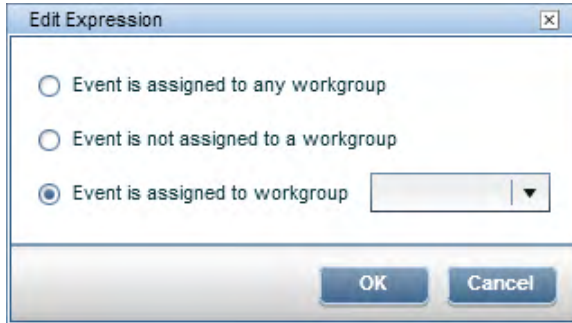 Edit Expression
Event is assigned to any workgroup
Event is not assigned to a workgroup
Event is assigned to workgroup
OK Cancel